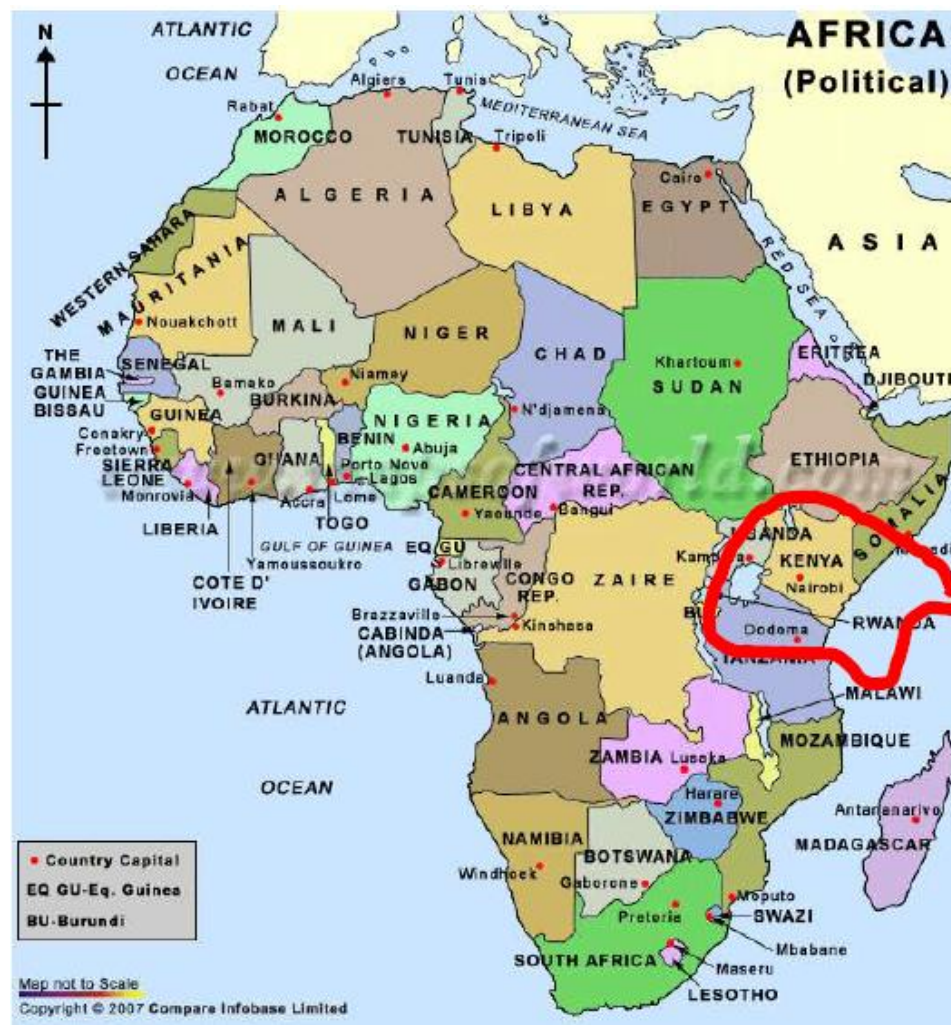 AFRICA
(Political)
N
ATLANTIC
OCEAN
Algiers
Tunis
Rabat
MEDITERRANEAN SEA
MOROCCO
TUNISIA
Tripoli
Cairo
ALGERIA
LIBYA
EGYPT
ASIA
RED SEA
WESTERN SAHARA
MAURITANIA
Nouakchott
MALI
NIGER
CHAD
Khartoum
SUDAN
ERITREA
DJIBOUTI
THE
GAMBIA
SENEGAL
GUINEA
BISSAU
Bamako
BURKINA
Niamey
N'djamena
GUINEA
NIGERIA
Abuja
Conakry
Freetown
SIERRA
LEONE
Monrovia
GHANA
BENIN
Porto Novo
Lagos
Accra
Lome
TOGO
LIBERIA
COTE D'
IVOIRE
GULF OF GUINEA
Yamoussoukro
CENTRAL AFRICAN
REP.
Bangui
CAMEROON
Yaounde
ETHIOPIA
SOMALIA
EQ GU
Libreville
GABON
CONGO
REP.
ZAIRE
UGANDA
KENYA
Nairobi
BU
RWANDA
Brazzaville
Kinshasa
CABINDA
(ANGOLA)
Dodoma
TANZANIA
Luanda
ATLANTIC
OCEAN
ANGOLA
MALAWI
MOZAMBIQUE
ZAMBIA
Lusaka
Harare
ZIMBABWE
Antananarivo
MADAGASCAR
NAMIBIA
Windhoek
BOTSWANA
Gaborone
Pretoria
Moputo
SWAZI
Mbabane
SOUTH AFRICA
Maseru
LESOTHO
Country Capital
EQ GU-Eq. Guinea
BU-Burundi
Map not to Scale
Copyright © 2007 Compare Infobase Limited